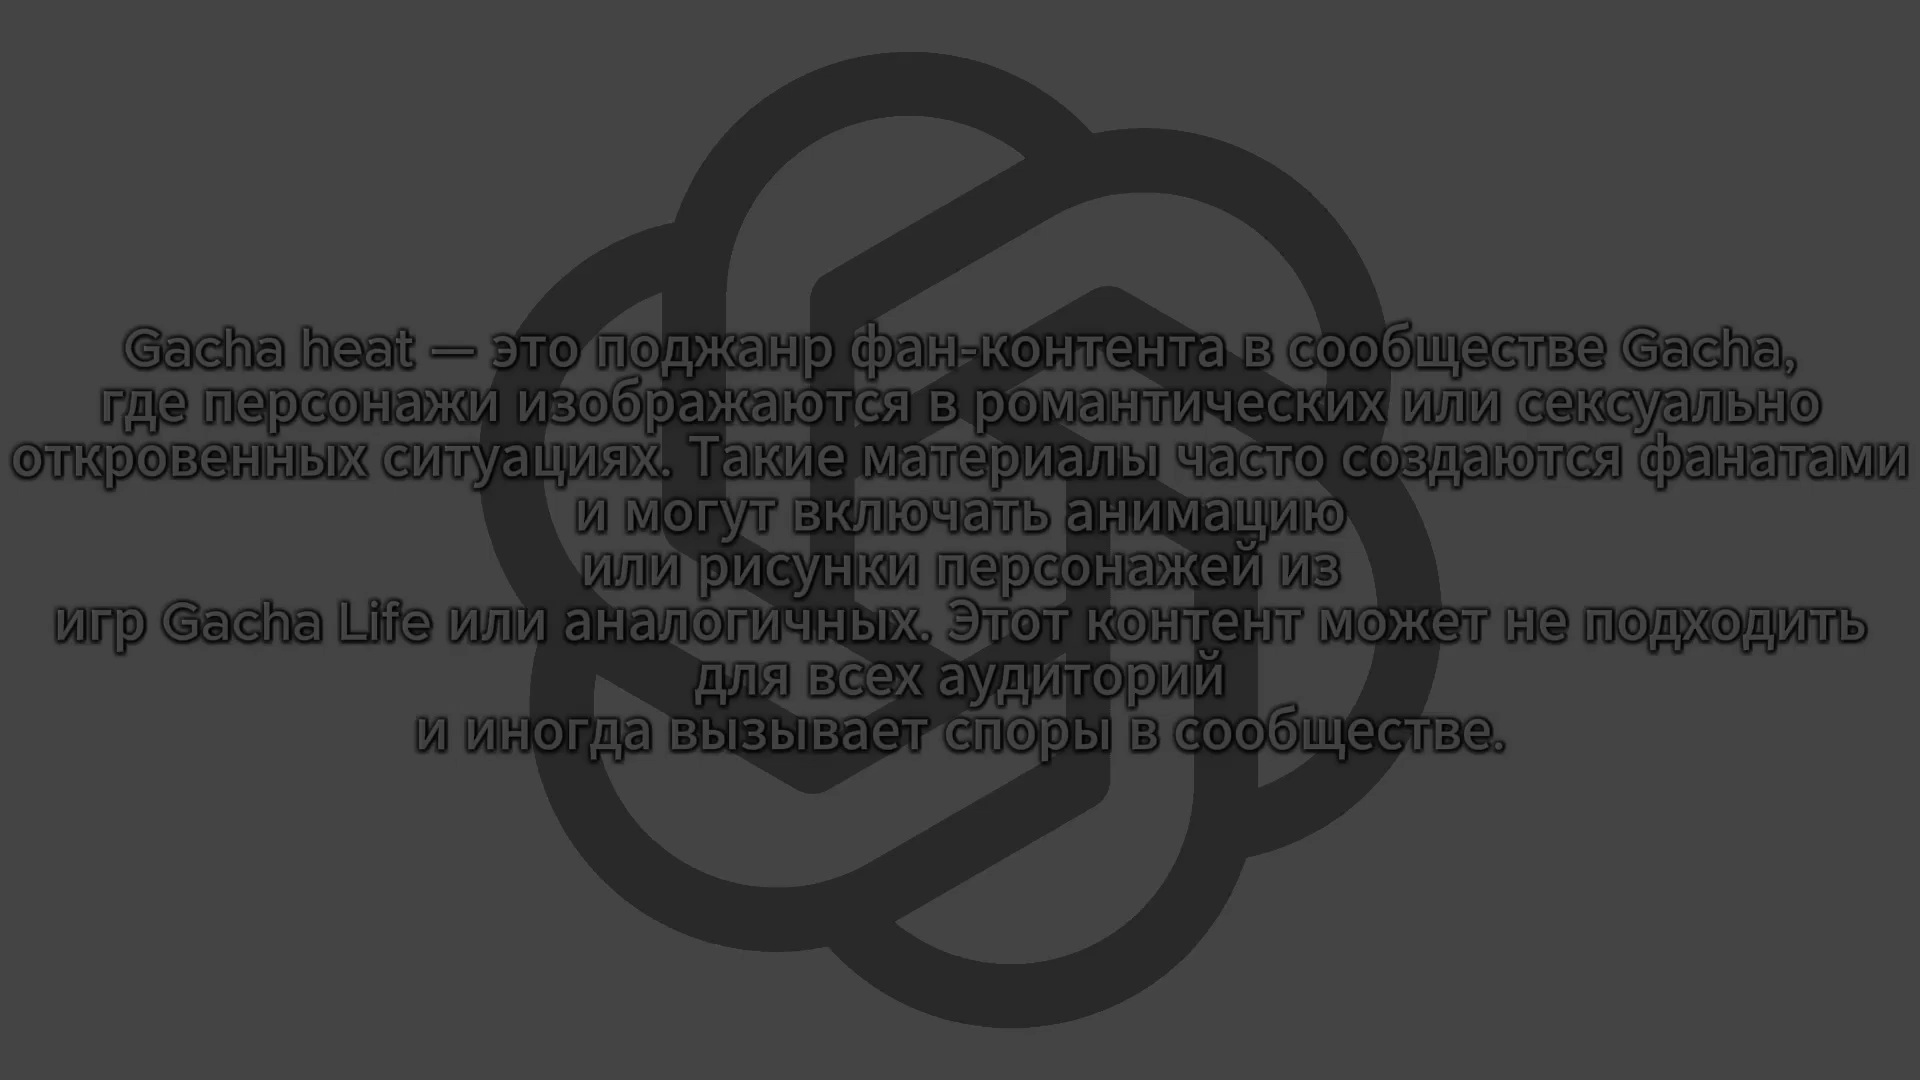 Gacha heat — это поджанр фан-контента в сообществе Gacha,
где персонажи изображаются в романтических или сексуально
откровенных ситуациях. Такие материалы часто создаются фанатами
и могут включать анимацию
или рисунки персонажей из
игр Gacha Life или аналогичных. Этот контент может не подходить
для всех аудиторий
и иногда вызывает споры в сообществе.